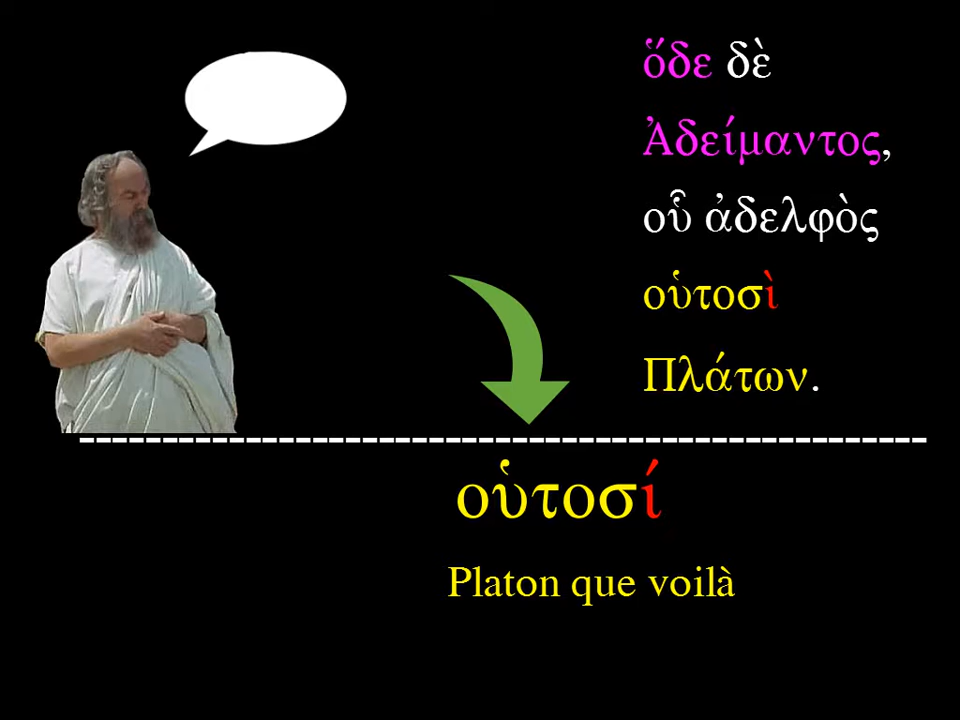 ὅδε δὲ
Ἀδείμαντος,
οὗ ἀδελφὸς
οὑτοσὶ
Πλάτων.
οὑτοσί
Platon que voilà